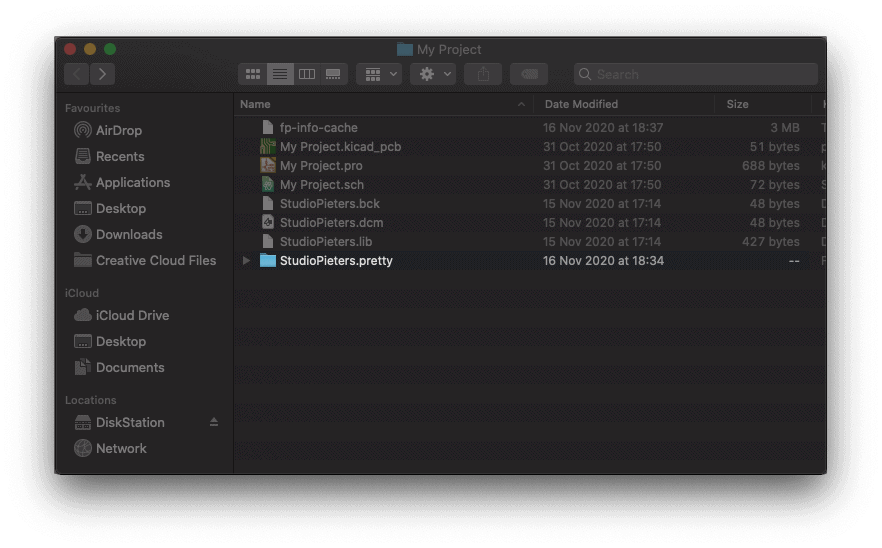 My Project
Search
Favourites
AirDrop
Recents
Applications
Desktop
Downloads
Creative Cloud Files
iCloud
iCloud Drive
Desktop
Documents
Locations
DiskStation
Network
Name Date Modified Size
fp-info-cache 16 Nov 2020 at 18:37 3 MB
My Project.kicad_pcb 31 Oct 2020 at 17:50 51 bytes
My Project.pro 31 Oct 2020 at 17:50 688 bytes
My Project.sch 31 Oct 2020 at 17:50 72 bytes
StudioPieters.bck 15 Nov 2020 at 17:14 48 bytes
StudioPieters.dcm 15 Nov 2020 at 17:14 48 bytes
StudioPieters.lib 15 Nov 2020 at 17:14 427 bytes
StudioPieters.pretty 16 Nov 2020 at 18:34 --